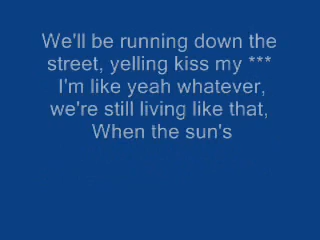 We'll be running down the
street, yelling kiss my ***
I'm like yeah whatever,
we're still living like that,
When the sun's